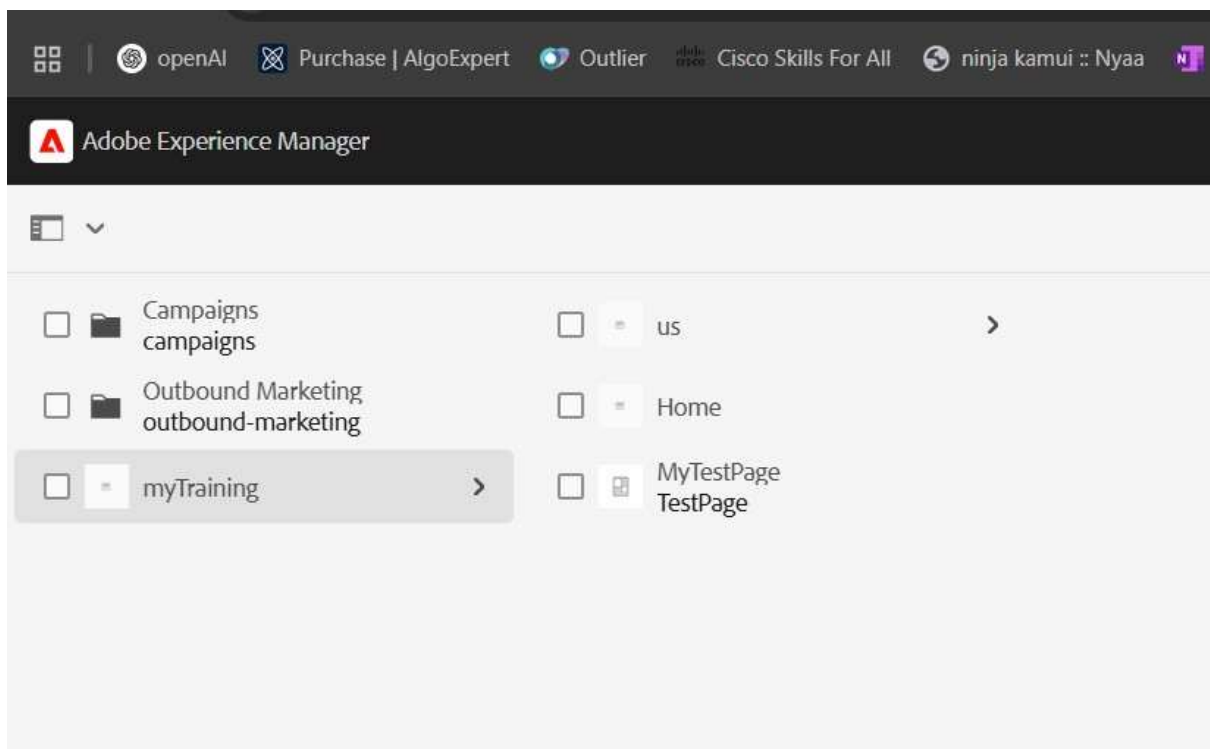 openAI Purchase | AlgoExpert Outlier Cisco Skills For All ninja kamui :: Nyaa
Adobe Experience Manager
Campaigns
campaigns
Outbound Marketing
outbound-marketing
myTraining
us
Home
MyTestPage
TestPage